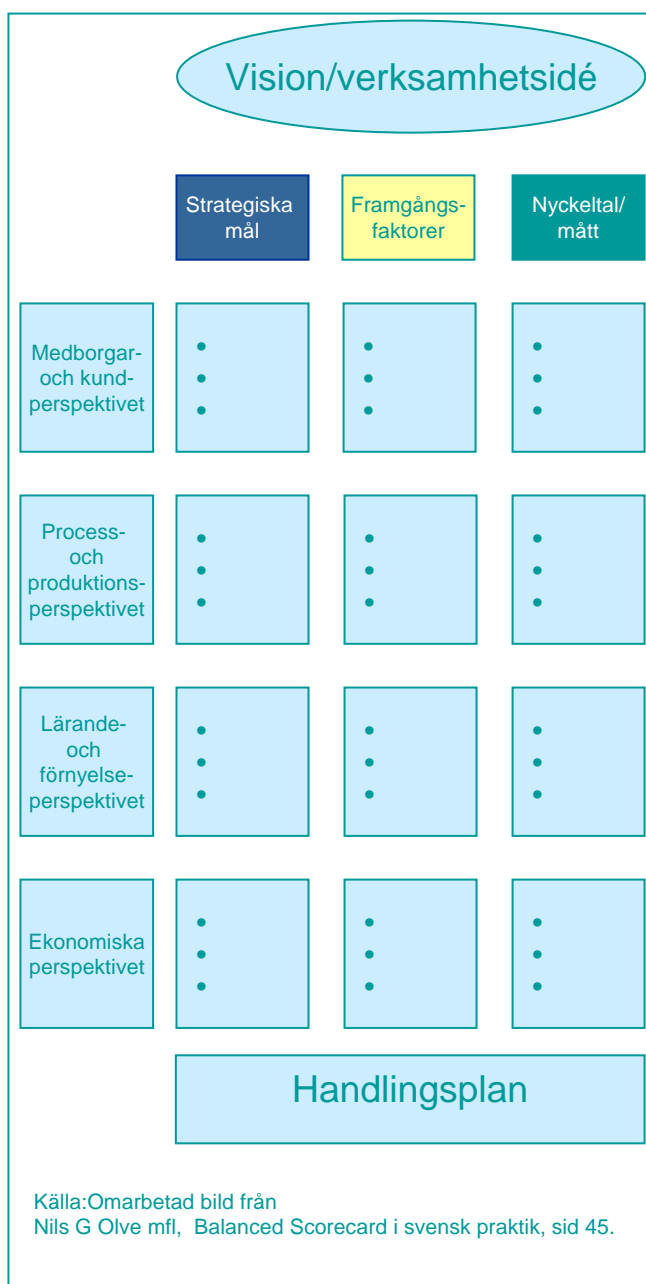 Vision/verksamhetsidé
Strategiska
mål
Framgångs-
faktorer
Nyckeltal/
mått
Medborgar-
och kund-
perspektivet
•
•
•
•
•
•
•
•
•
Process-
och
produktions-
perspektivet
•
•
•
•
•
•
•
•
•
Lärande-
och
förnyelse-
perspektivet
•
•
•
•
•
•
•
•
•
Ekonomiska
perspektivet
•
•
•
•
•
•
•
•
•
Handlingsplan
Källa:Omarbetad bild från
Nils G Olve mfl,  Balanced Scorecard i svensk praktik, sid 45.